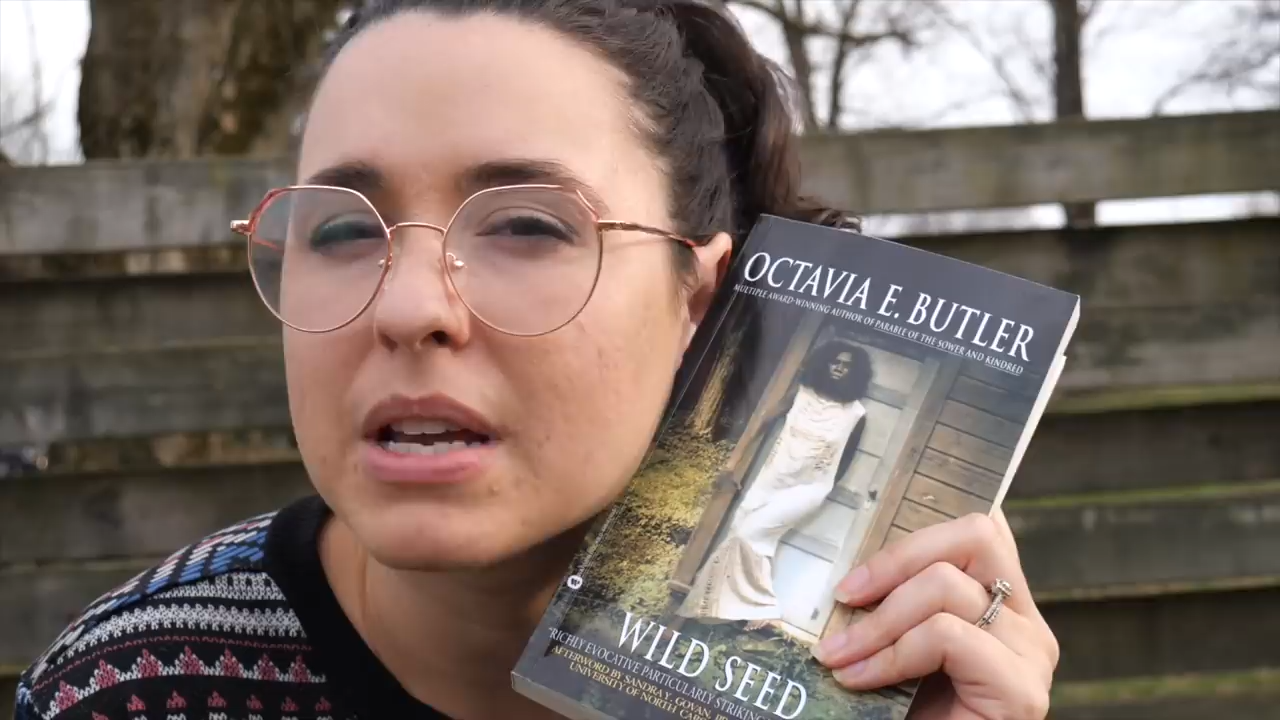 OCTAVIA E. BUTLER
MULTIPLE AWARD-WINNING AUTHOR OF PARABLE OF THE SOWER AND KINDRED
WILD SEED
"RICHLY EVOCATIVE PARTICULARLY STRIKING
AFTERWORD BY SANDRA Y. GOVAN,
UNIVERSITY OF NORTH